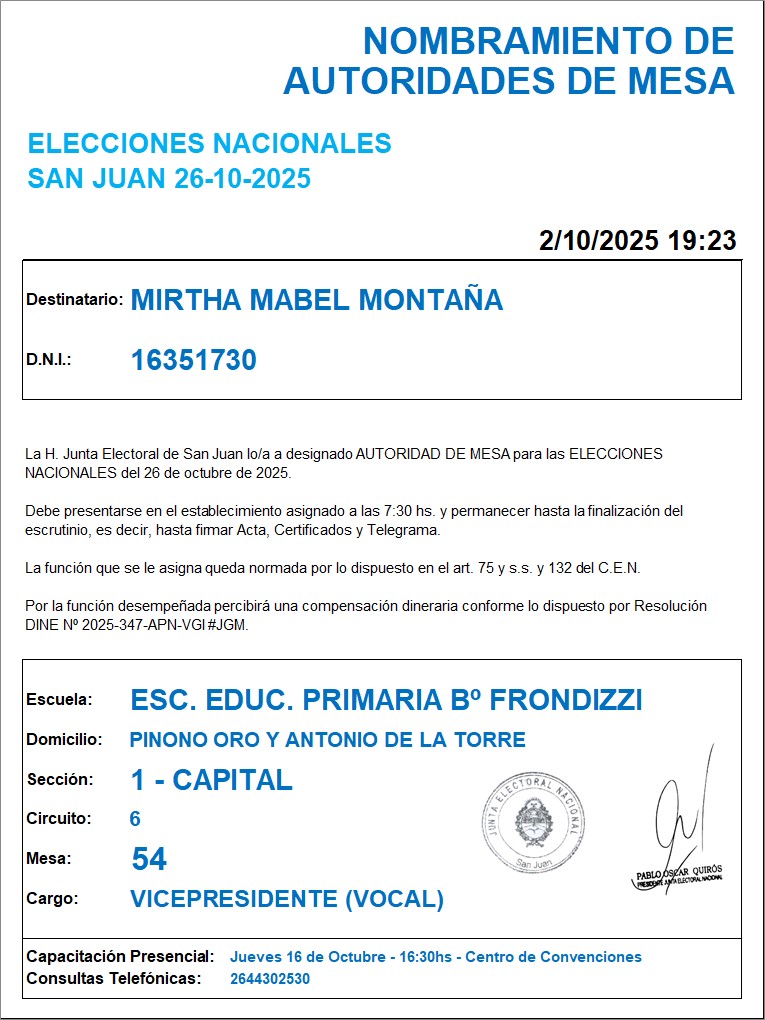 NOMBRAMIENTO DE
AUTORIDADES DE MESA
ELECCIONES NACIONALES
SAN JUAN 26-10-2025
2/10/2025 19:23
Destinatario: MIRTHA MABEL MONTAÑA
D.N.I.: 16351730
La H. Junta Electoral de San Juan lo/a a designado AUTORIDAD DE MESA para las ELECCIONES
NACIONALES del 26 de octubre de 2025.
Debe presentarse en el establecimiento asignado a las 7:30 hs. y permanecer hasta la finalización del
escrutinio, es decir, hasta firmar Acta, Certificados y Telegrama.
La función que se le asigna queda normada por lo dispuesto en el art. 75 y s.s. y 132 del C.E.N.
Por la función desempeñada percibirá una compensación dineraria conforme lo dispuesto por Resolución
DINE Nº 2025-347-APN-VGI#JGM.
Escuela: ESC. EDUC. PRIMARIA Bº FRONDIZZI
Domicilio: PINONO ORO Y ANTONIO DE LA TORRE
Sección: 1 - CAPITAL
Circuito: 6
Mesa: 54
Cargo: VICEPRESIDENTE (VOCAL)
JUNTA ELECTORAL NACIONAL
San Juan
PABLO OSCAR QUIRÓS
PRESIDENTE JUNTA ELECTORAL NACIONAL
Capacitación Presencial: Jueves 16 de Octubre - 16:30hs - Centro de Convenciones
Consultas Telefónicas: 2644302530